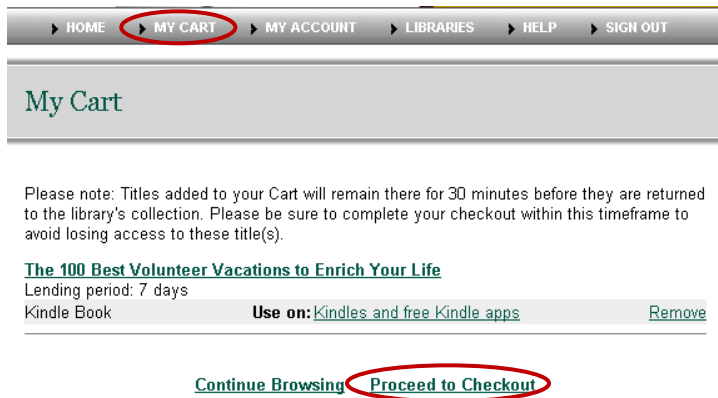 HOME MY CART MY ACCOUNT LIBRARIES HELP SIGN OUT
My Cart
Please note: Titles added to your Cart will remain there for 30 minutes before they are returned
to the library's collection. Please be sure to complete your checkout within this timeframe to
avoid losing access to these title(s).
The 100 Best Volunteer Vacations to Enrich Your Life
Lending period: 7 days
Kindle Book Use on: Kindles and free Kindle apps Remove
Continue Browsing Proceed to Checkout